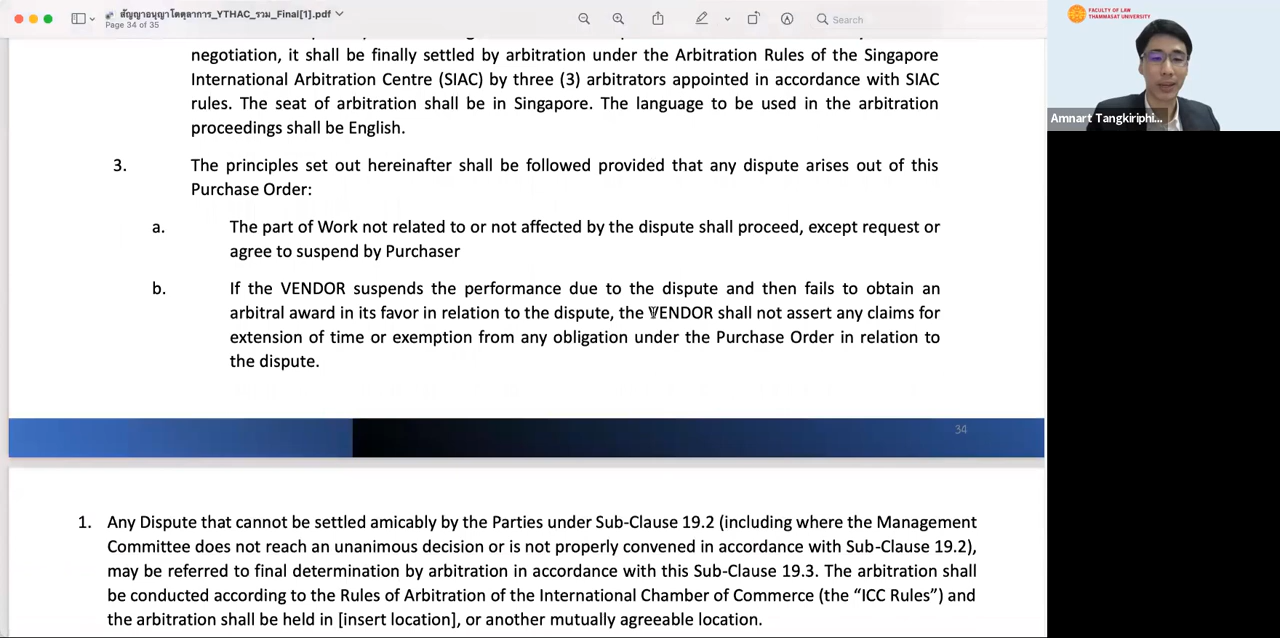 สัญญาอนุญาโตตุลาการ_YTHAC_รวม_Final[1].pdf
Page 34 of 35
Search
FACULTY OF LAW
THAMMASAT UNIVERSITY
Amnart Tangkiriphi...
negotiation, it shall be finally settled by arbitration under the Arbitration Rules of the Singapore
International Arbitration Centre (SIAC) by three (3) arbitrators appointed in accordance with SIAC
rules. The seat of arbitration shall be in Singapore. The language to be used in the arbitration
proceedings shall be English.
3. The principles set out hereinafter shall be followed provided that any dispute arises out of this
Purchase Order:
a. The part of Work not related to or not affected by the dispute shall proceed, except request or
agree to suspend by Purchaser
b. If the VENDOR suspends the performance due to the dispute and then fails to obtain an
arbitral award in its favor in relation to the dispute, the VENDOR shall not assert any claims for
extension of time or exemption from any obligation under the Purchase Order in relation to
the dispute.
34
1. Any Dispute that cannot be settled amicably by the Parties under Sub-Clause 19.2 (including where the Management
Committee does not reach an unanimous decision or is not properly convened in accordance with Sub-Clause 19.2),
may be referred to final determination by arbitration in accordance with this Sub-Clause 19.3. The arbitration shall
be conducted according to the Rules of Arbitration of the International Chamber of Commerce (the “ICC Rules”) and
the arbitration shall be held in [insert location], or another mutually agreeable location.